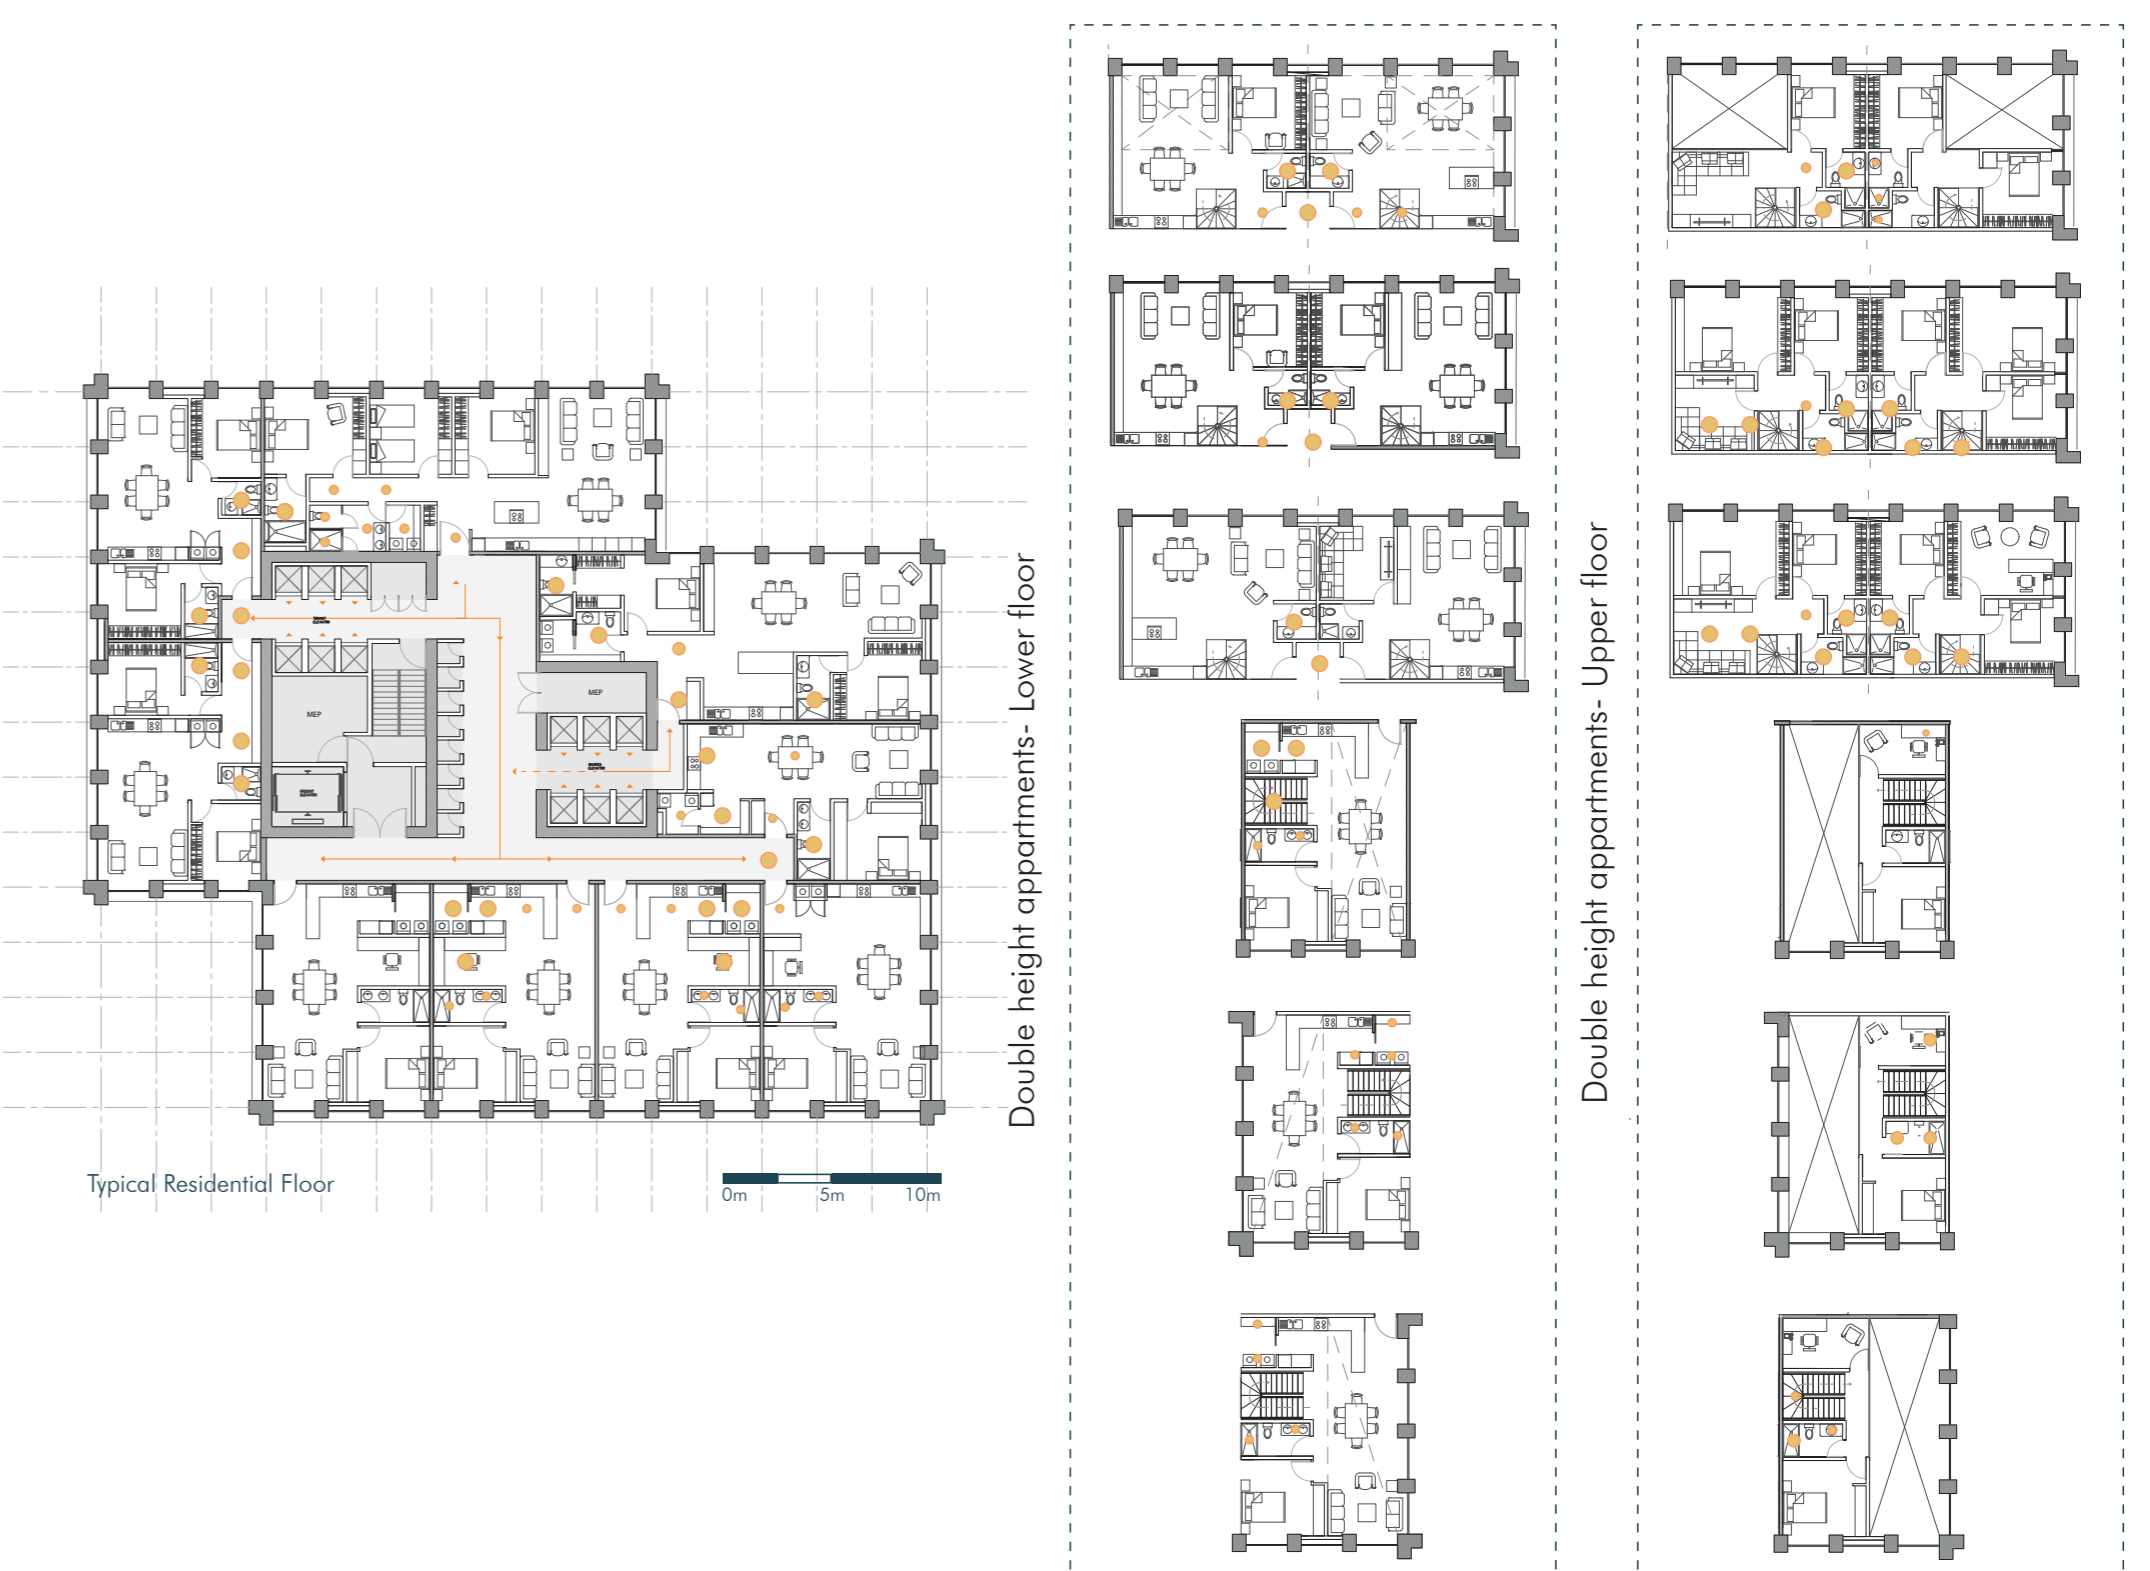 MEP
MEP
Typical Residential Floor
0m
5m
10m
Double height appartments- Lower floor
Double height appartments- Upper floor